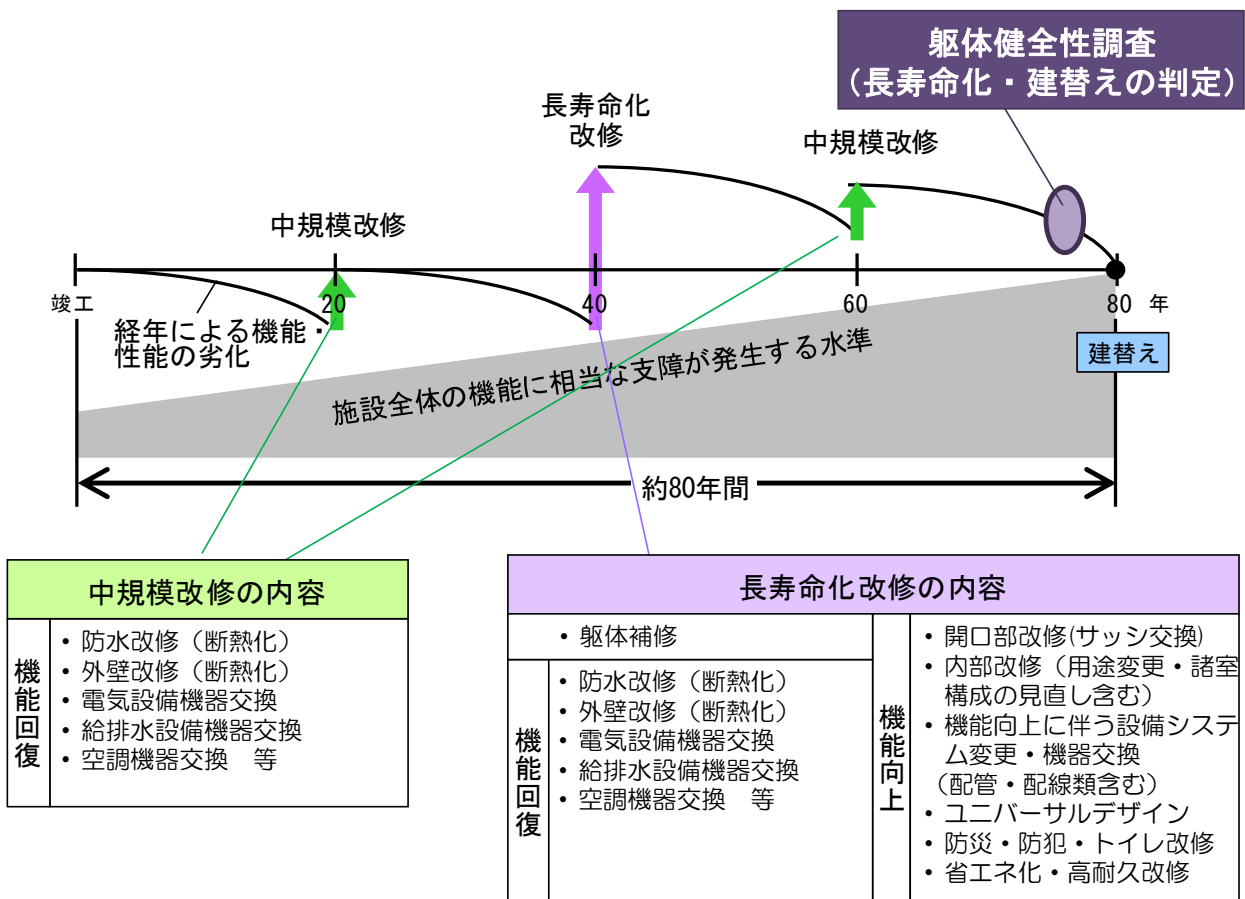 躯体健全性調査
（長寿命化・建替えの判定）
長寿命化
改修
中規模改修
中規模改修
竣工
20
40
60
80 年
経年による機能・
性能の劣化
建替え
施設全体の機能に相当な支障が発生する水準
約80年間
中規模改修の内容
機能回復
• 防水改修（断熱化）
• 外壁改修（断熱化）
• 電気設備機器交換
• 給排水設備機器交換
• 空調機器交換　等
長寿命化改修の内容
• 躯体補修
機能回復
• 防水改修（断熱化）
• 外壁改修（断熱化）
• 電気設備機器交換
• 給排水設備機器交換
• 空調機器交換　等
機能向上
• 開口部改修(サッシ交換)
• 内部改修（用途変更・諸室
構成の見直し含む）
• 機能向上に伴う設備システ
ム変更・機器交換
（配管・配線類含む）
• ユニバーサルデザイン
• 防災・防犯・トイレ改修
• 省エネ化・高耐久改修